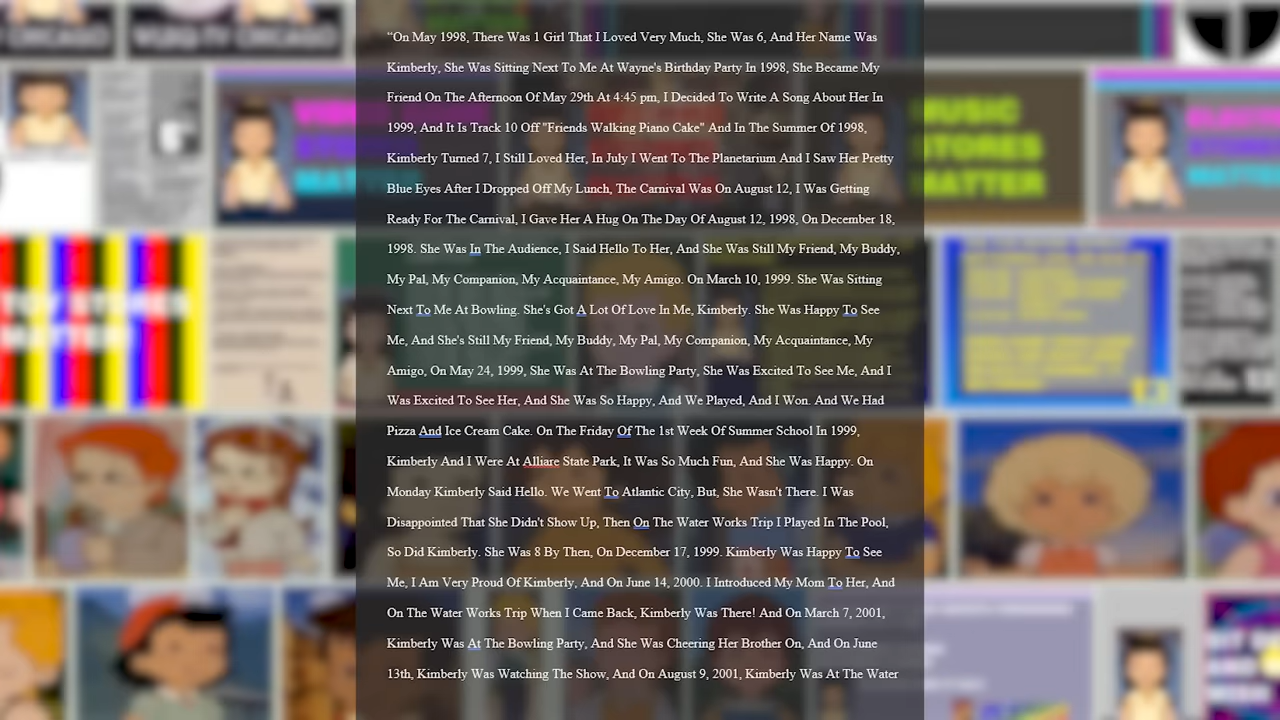 “On May 1998, There Was 1 Girl That I Loved Very Much, She Was 6, And Her Name Was
Kimberly, She Was Sitting Next To Me At Wayne's Birthday Party In 1998, She Became My
Friend On The Afternoon Of May 29th At 4:45 pm, I Decided To Write A Song About Her In
1999, And It Is Track 10 Off "Friends Walking Piano Cake" And In The Summer Of 1998,
Kimberly Turned 7, I Still Loved Her, In July I Went To The Planetarium And I Saw Her Pretty
Blue Eyes After I Dropped Off My Lunch, The Carnival Was On August 12, I Was Getting
Ready For The Carnival, I Gave Her A Hug On The Day Of August 12, 1998, On December 18,
1998. She Was In The Audience, I Said Hello To Her, And She Was Still My Friend, My Buddy,
My Pal, My Companion, My Acquaintance, My Amigo. On March 10, 1999. She Was Sitting
Next To Me At Bowling. She's Got A Lot Of Love In Me, Kimberly. She Was Happy To See
Me, And She's Still My Friend, My Buddy, My Pal, My Companion, My Acquaintance, My
Amigo, On May 24, 1999, She Was At The Bowling Party, She Was Excited To See Me, And I
Was Excited To See Her, And She Was So Happy, And We Played, And I Won. And We Had
Pizza And Ice Cream Cake. On The Friday Of The 1st Week Of Summer School In 1999,
Kimberly And I Were At Alliare State Park, It Was So Much Fun, And She Was Happy. On
Monday Kimberly Said Hello. We Went To Atlantic City, But, She Wasn't There. I Was
Disappointed That She Didn't Show Up, Then On The Water Works Trip I Played In The Pool,
So Did Kimberly. She Was 8 By Then, On December 17, 1999. Kimberly Was Happy To See
Me, I Am Very Proud Of Kimberly, And On June 14, 2000. I Introduced My Mom To Her, And
On The Water Works Trip When I Came Back, Kimberly Was There! And On March 7, 2001,
Kimberly Was At The Bowling Party, And She Was Cheering Her Brother On, And On June
13th, Kimberly Was Watching The Show, And On August 9, 2001, Kimberly Was At The Water
MUSIC
STORES
MATTER
TOY STORES
MATTER